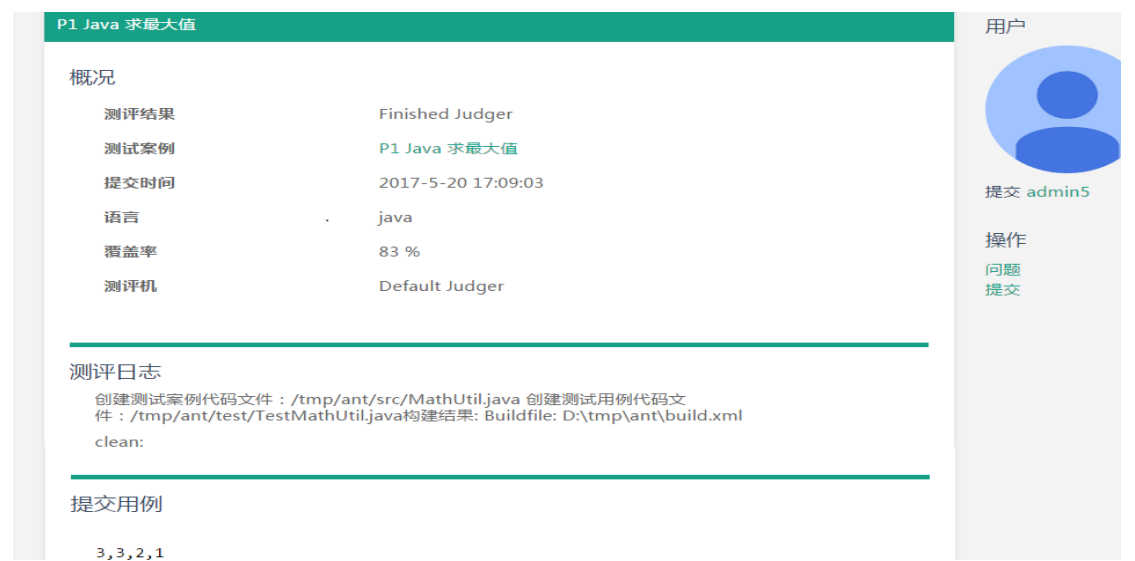 P1 Java 求最大值
概况
测评结果 Finished Judger
测试案例 P1 Java 求最大值
提交时间 2017-5-20 17:09:03
语言 . java
覆盖率 83 %
测评机 Default Judger
测评日志
创建测试案例代码文件：/tmp/ant/src/MathUtil.java 创建测试用例代码文
件：/tmp/ant/test/TestMathUtil.java构建结果: Buildfile: D:\tmp\ant\build.xml
clean:
提交用例
3,3,2,1
用户
提交 admin5
操作
问题
提交